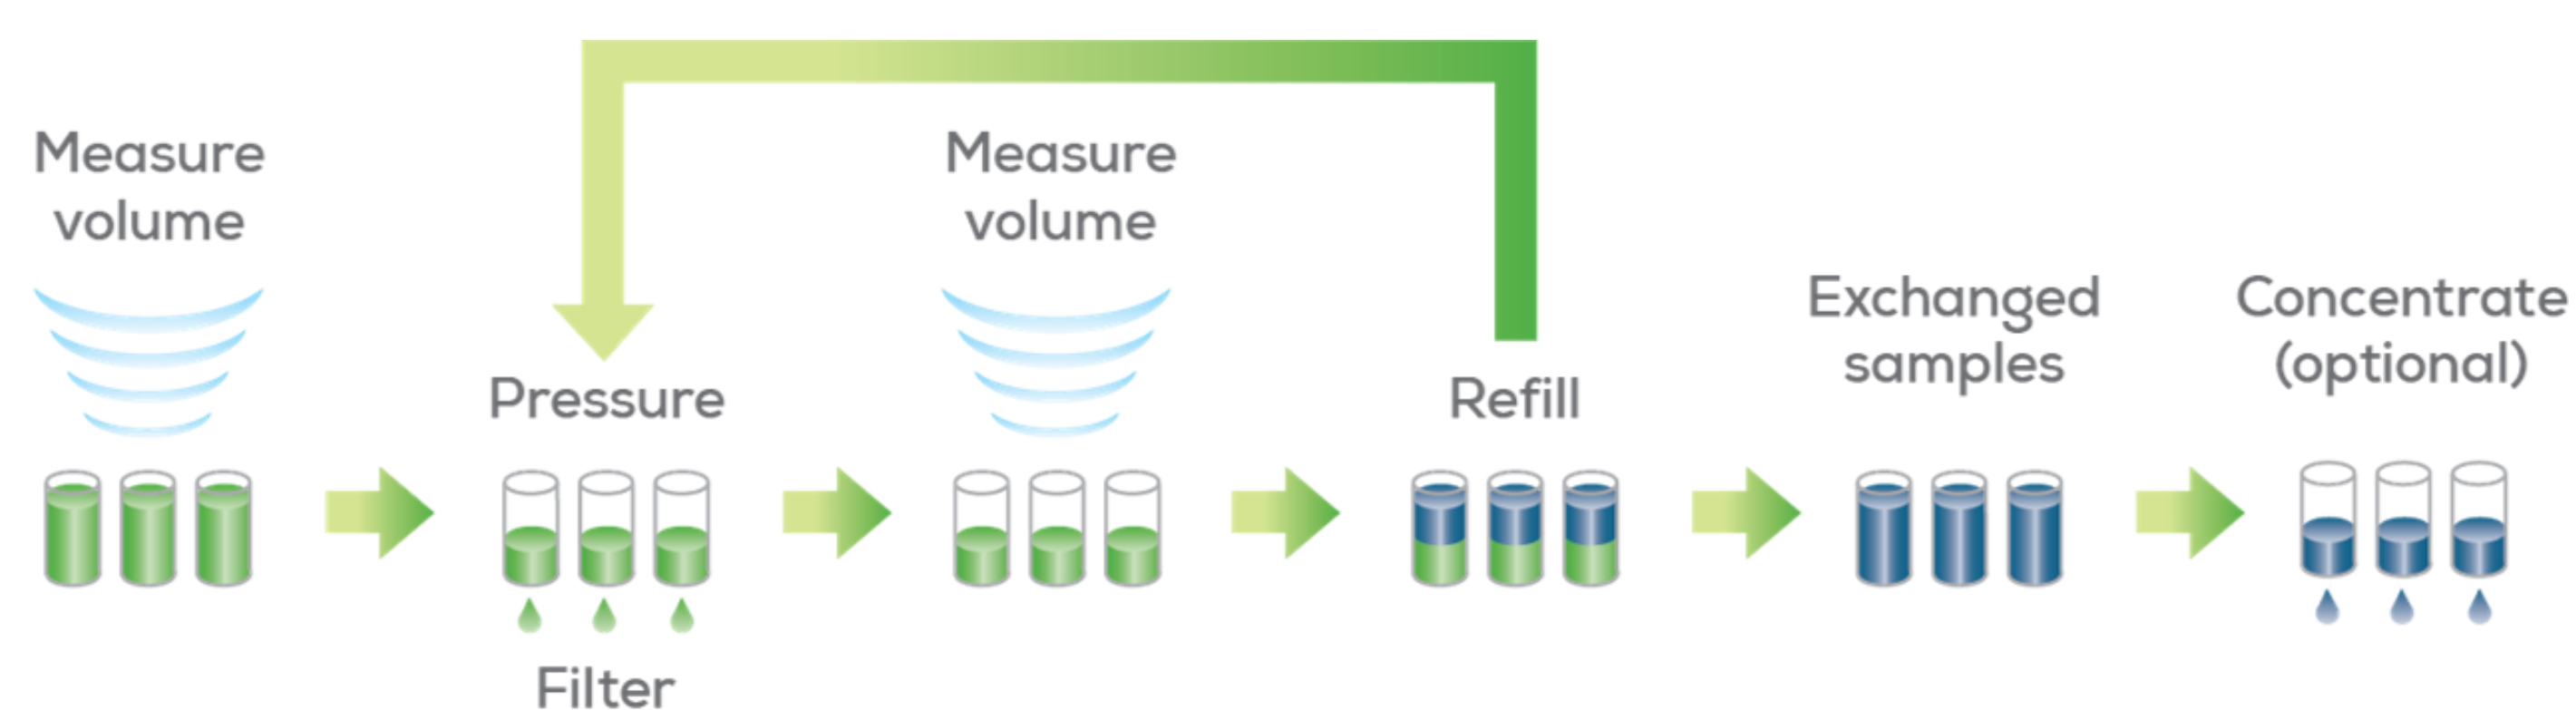 Measure
volume
Pressure
Filter
Measure
volume
Refill
Exchanged
samples
Concentrate
(optional)